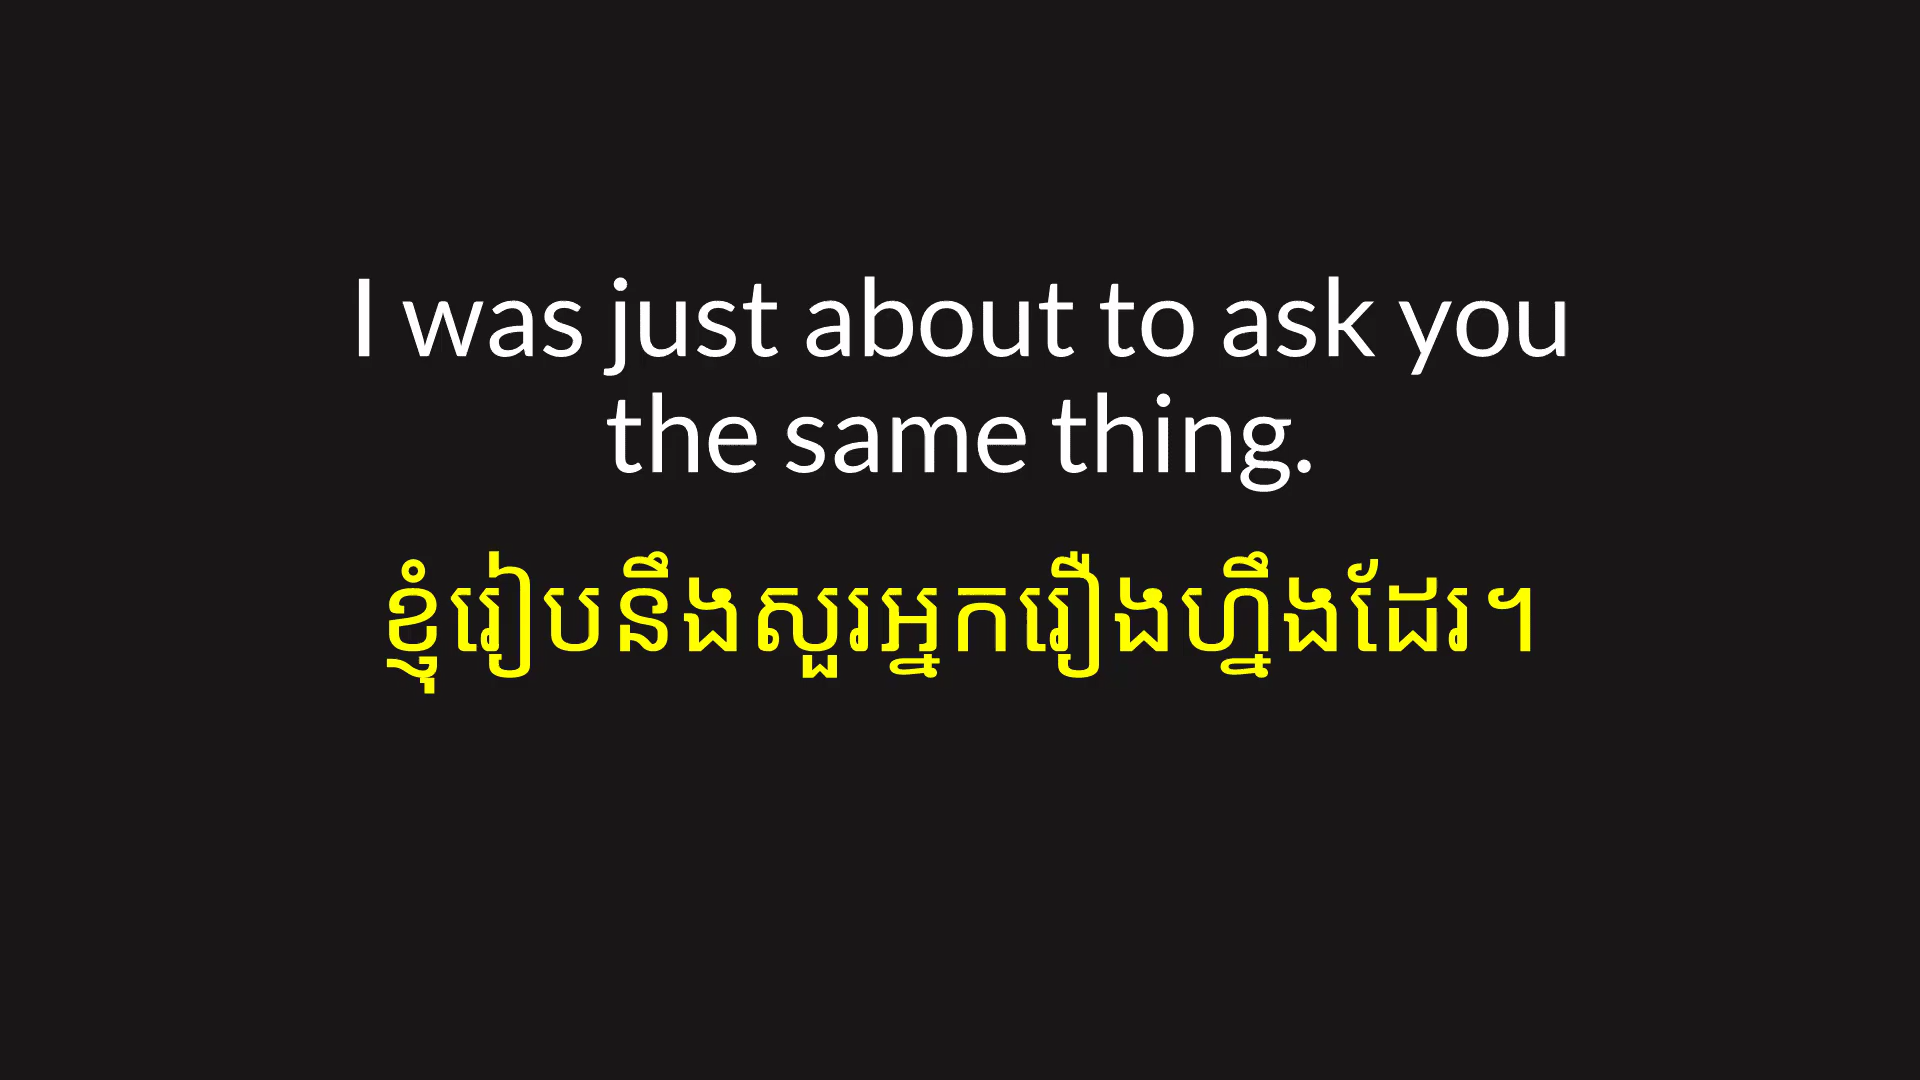 I was just about to ask you
the same thing.
ខ្ញុំរៀបនឹងសួរអ្នករឿងហ្នឹងដែរ។